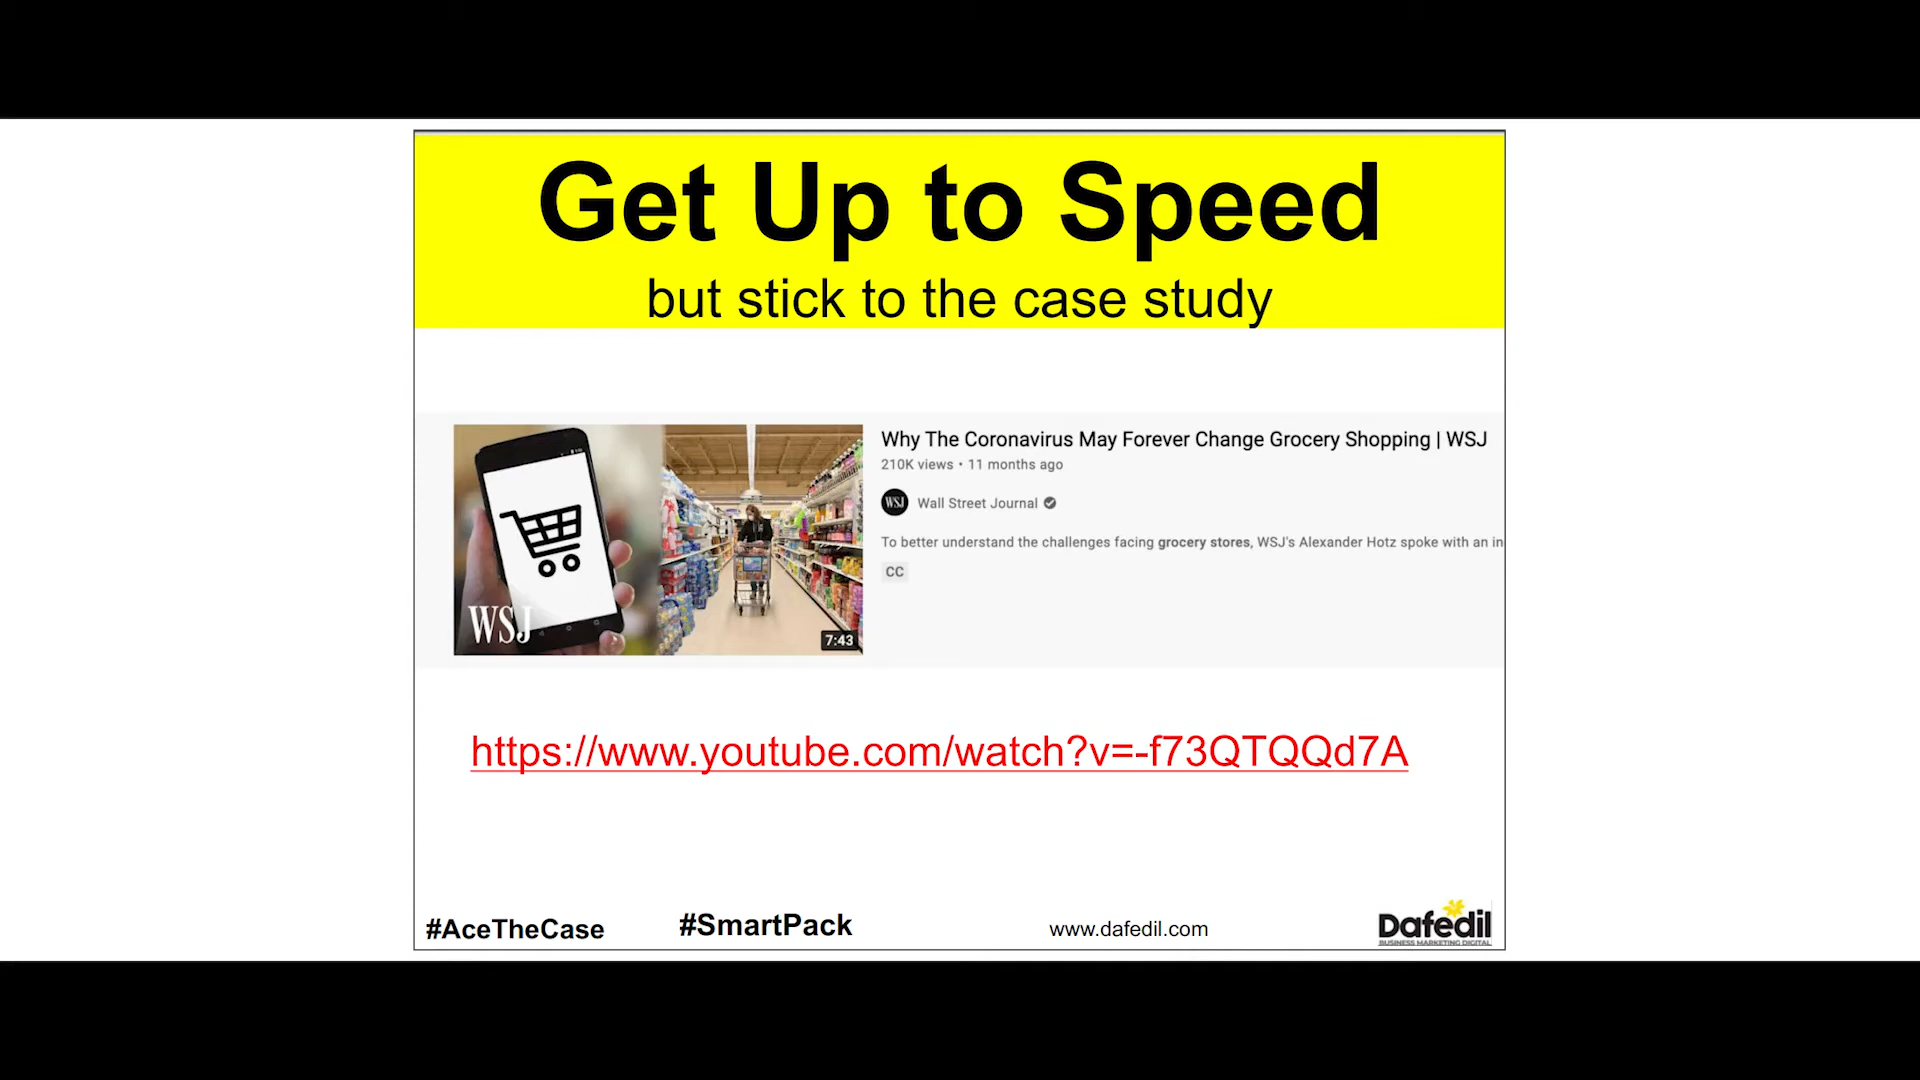 Get Up to Speed
but stick to the case study
Why The Coronavirus May Forever Change Grocery Shopping | WSJ
210K views • 11 months ago
WSJ Wall Street Journal
To better understand the challenges facing grocery stores, WSJ's Alexander Hotz spoke with an in
CC
WSJ
7:43
https://www.youtube.com/watch?v=-f73QTQQd7A
#AceTheCase #SmartPack www.dafedil.com Dafedil
BUSINESS MARKETING DIGITAL